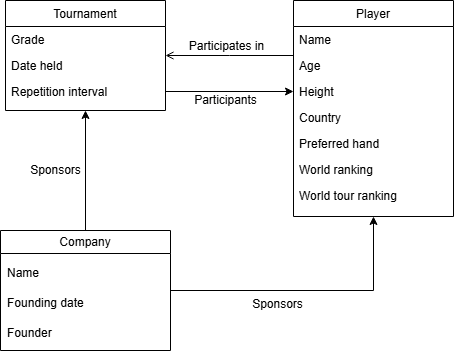 Tournament
Grade
Date held
Repetition interval
Participates in
Participants
Player
Name
Age
Height
Country
Preferred hand
World ranking
World tour ranking
Sponsors
Company
Name
Founding date
Founder
Sponsors